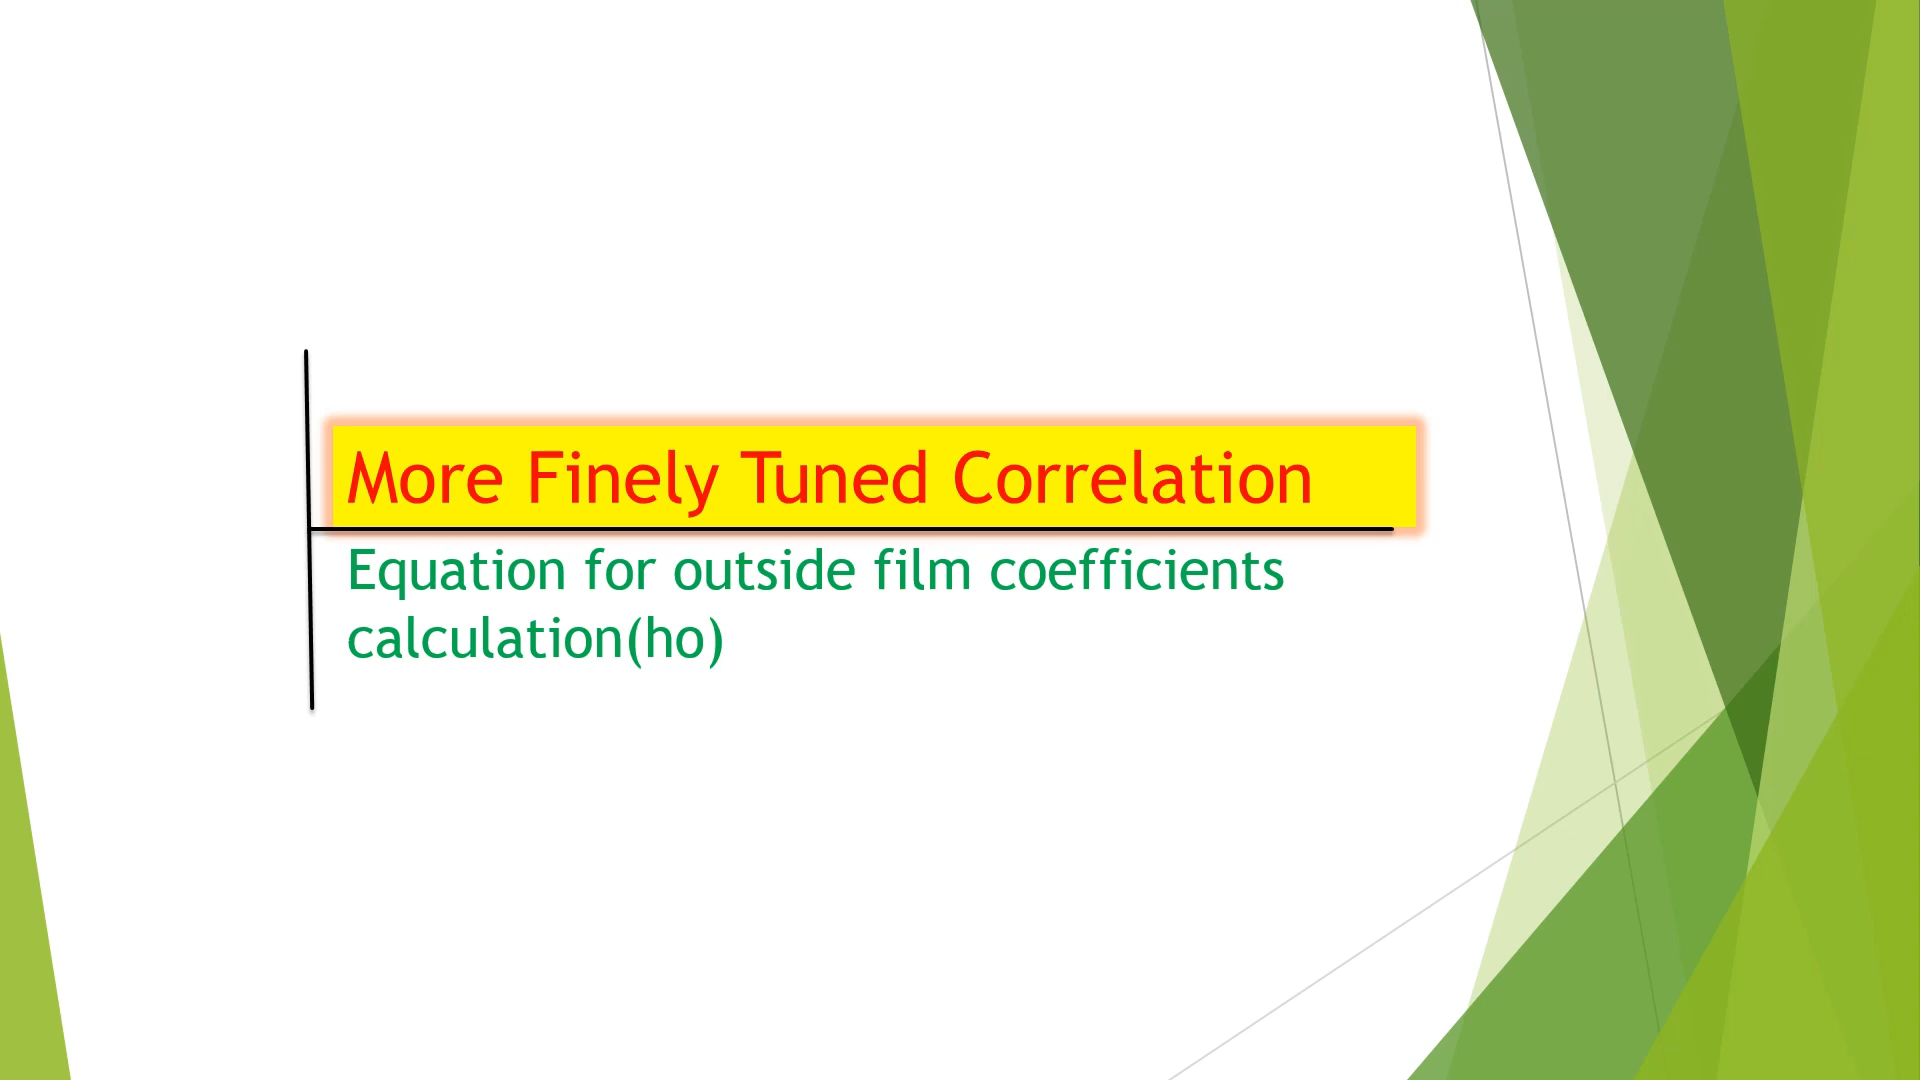 More Finely Tuned Correlation
Equation for outside film coefficients
calculation(ho)